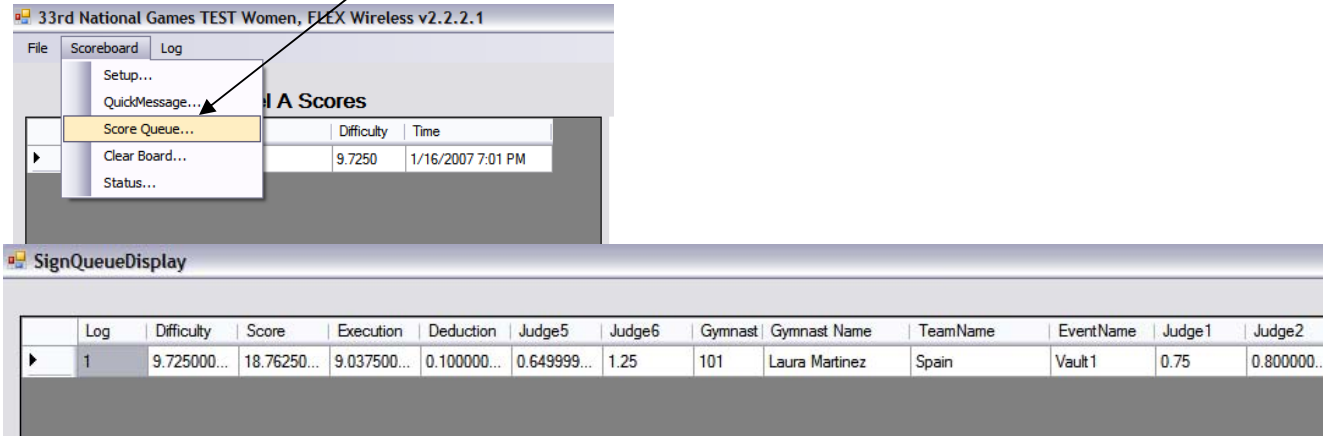 33rd National Games TEST Women, FLEX Wireless v2.2.2.1
File Scoreboard Log
Setup...
QuickMessage...
Score Queue...
Clear Board...
Status...
l A Scores
Difficulty Time
9.7250 1/16/2007 7:01 PM
SignQueueDisplay
Log Difficulty Score Execution Deduction Judge5 Judge6 Gymnast Gymnast Name TeamName EventName Judge1 Judge2
1 9.725000... 18.76250... 9.037500... 0.100000... 0.649999... 1.25 101 Laura Martinez Spain Vault1 0.75 0.800000..